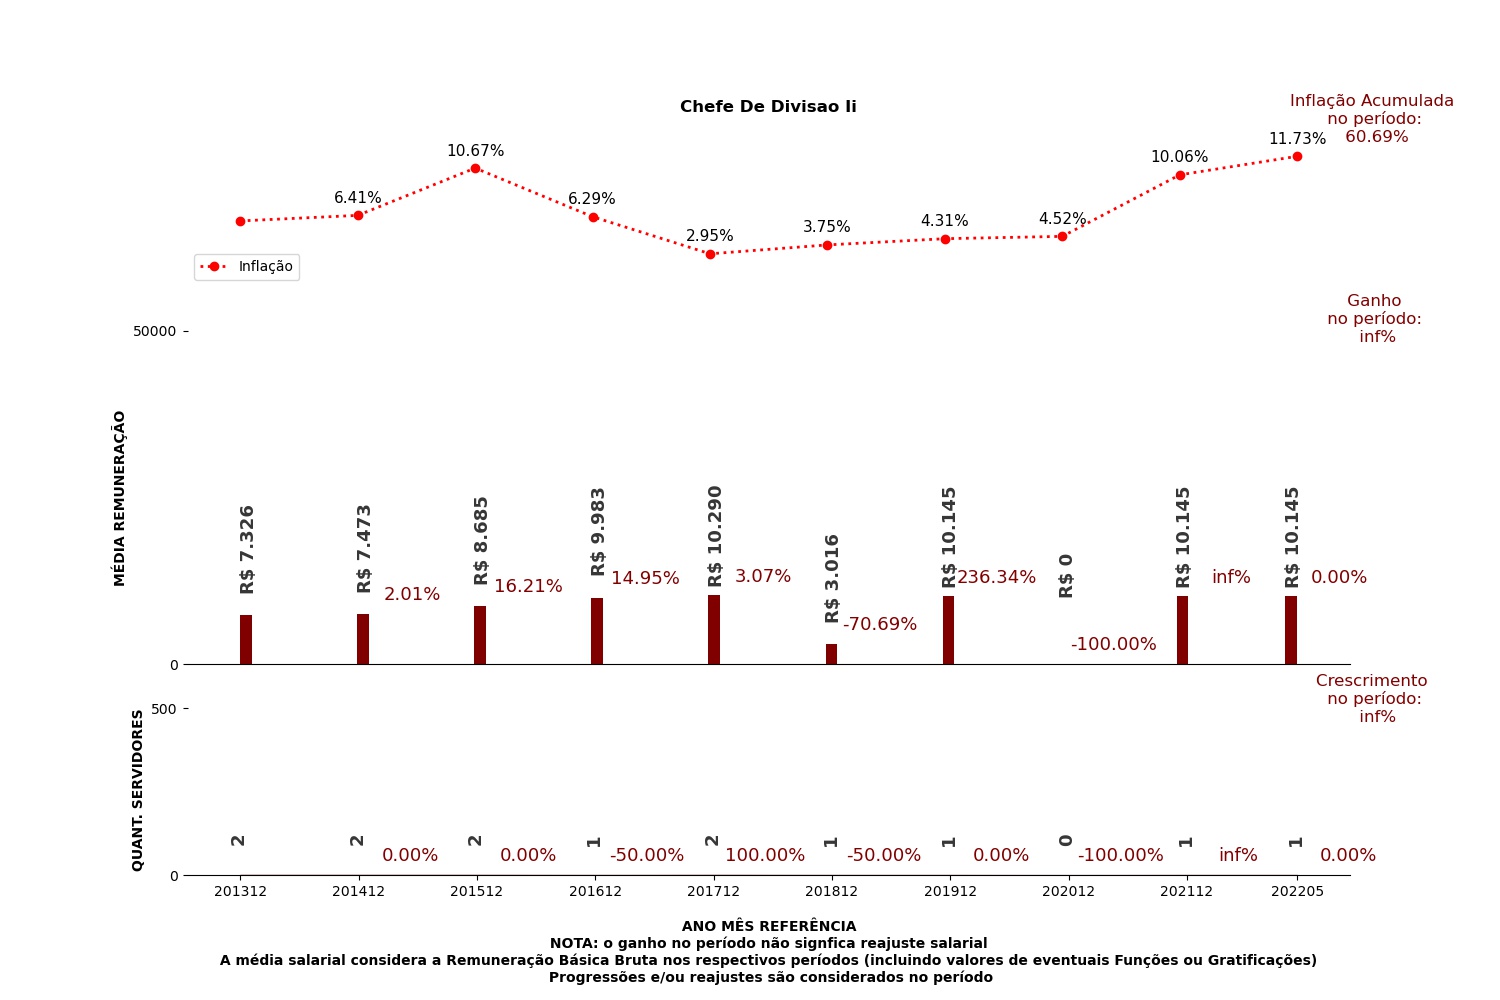 Chefe De Divisao Ii
Inflação Acumulada
no período:
60.69%
6.41%
10.67%
6.29%
2.95%
3.75%
4.31%
4.52%
10.06%
11.73%
Inflação
Ganho
no período:
inf%
MÉDIA REMUNERAÇÃO
50000
0
R$ 7.326
R$ 7.473
R$ 8.685
R$ 9.983
R$ 10.290
R$ 3.016
R$ 10.145
R$ 0
R$ 10.145
R$ 10.145
2.01%
16.21%
14.95%
3.07%
-70.69%
236.34%
-100.00%
inf%
0.00%
Crescrimento
no período:
inf%
QUANT. SERVIDORES
500
0
2
2
2
1
2
1
1
0
1
1
0.00%
0.00%
-50.00%
100.00%
-50.00%
0.00%
-100.00%
inf%
0.00%
201312
201412
201512
201612
201712
201812
201912
202012
202112
202205
ANO MÊS REFERÊNCIA
NOTA: o ganho no período não signfica reajuste salarial
A média salarial considera a Remuneração Básica Bruta nos respectivos períodos (incluindo valores de eventuais Funções ou Gratificações)
Progressões e/ou reajustes são considerados no período